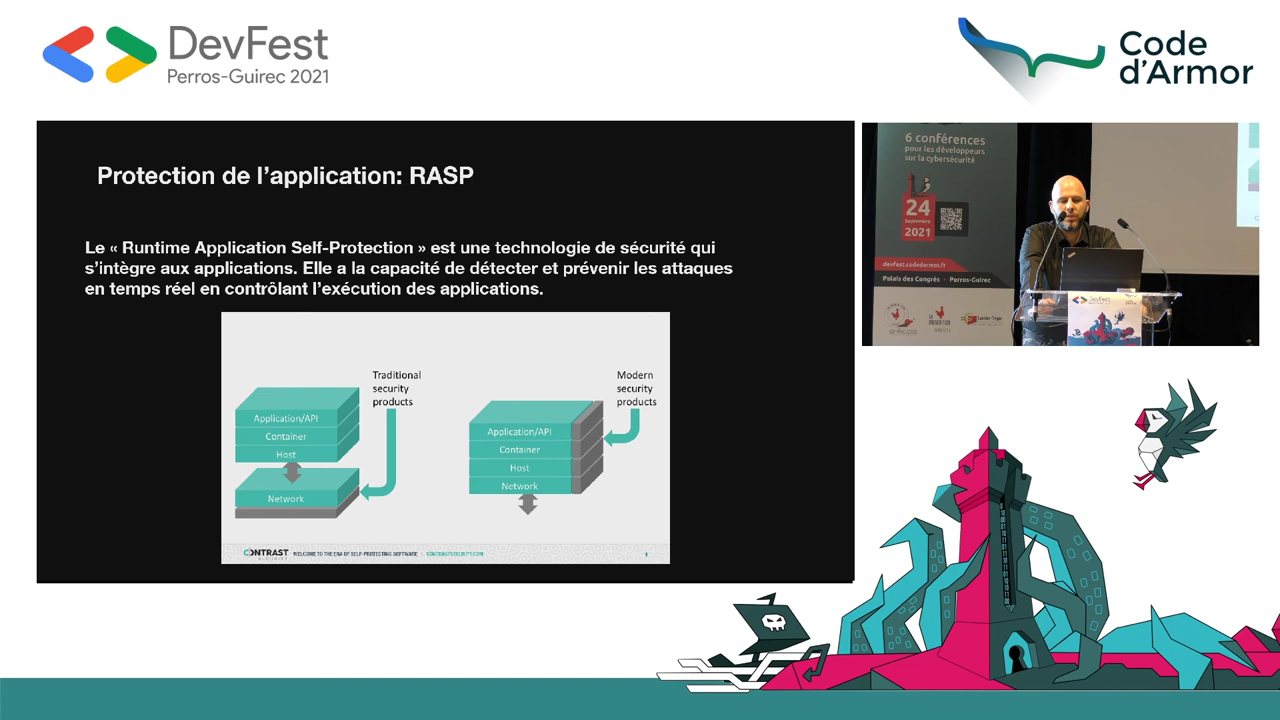 DevFest
Perros-Guirec 2021
Code
d'Armor
Protection de l'application: RASP
Le « Runtime Application Self-Protection » est une technologie de sécurité qui
s'intègre aux applications. Elle a la capacité de détecter et prévenir les attaques
en temps réel en contrôlant l'exécution des applications.
Traditional
security
products
Application/API
Container
Host
Network
Modern
security
products
Application/API
Container
Host
Network
CONTRAST
WELCOME TO THE ERA OF SELF-PROTECTING SOFTWARE
CONTRASTSECURITY.COM
6 conférences
pour les développeurs
sur la cybersécurité
24
septembre
2021
devfest.codedarmor.fr
Palais des Congrès
Perros-Guirec
DevFest